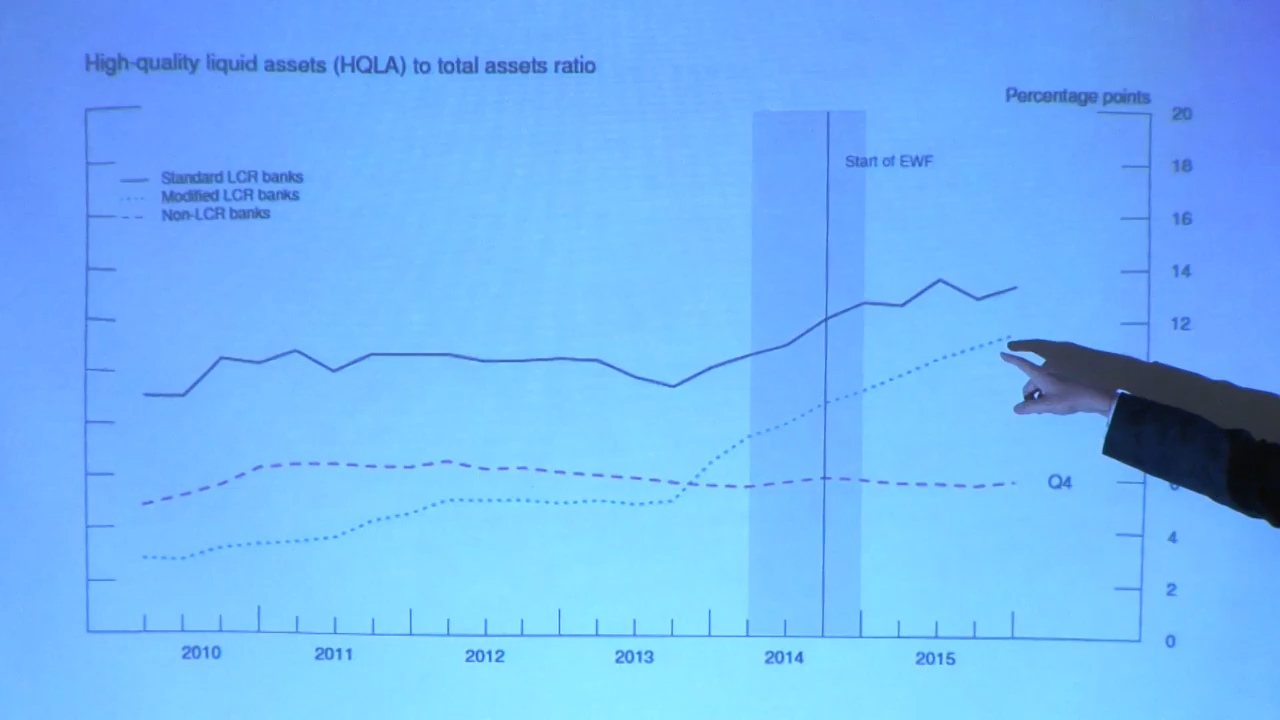 High-quality liquid assets (HQLA) to total assets ratio
Percentage points
Standard LCR banks
Modified LCR banks
Non-LCR banks
Start of EWF
20
18
16
14
12
Q4
4
2
0
2010
2011
2012
2013
2014
2015